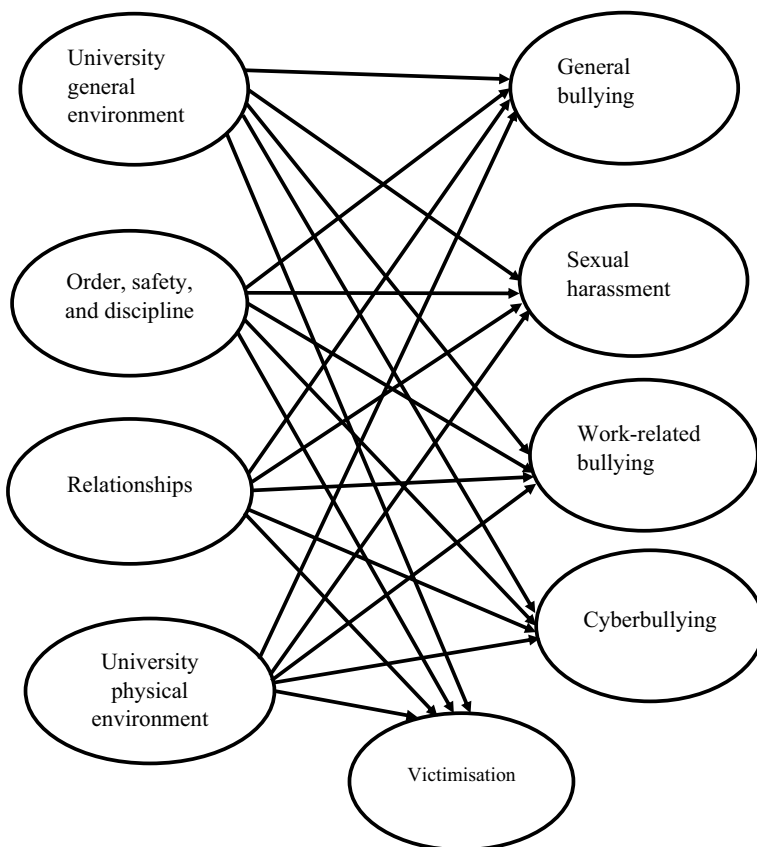 University
general
environment
General
bullying
Order, safety,
and discipline
Sexual
harassment
Relationships
Work-related
bullying
University
physical
environment
Cyberbullying
Victimisation